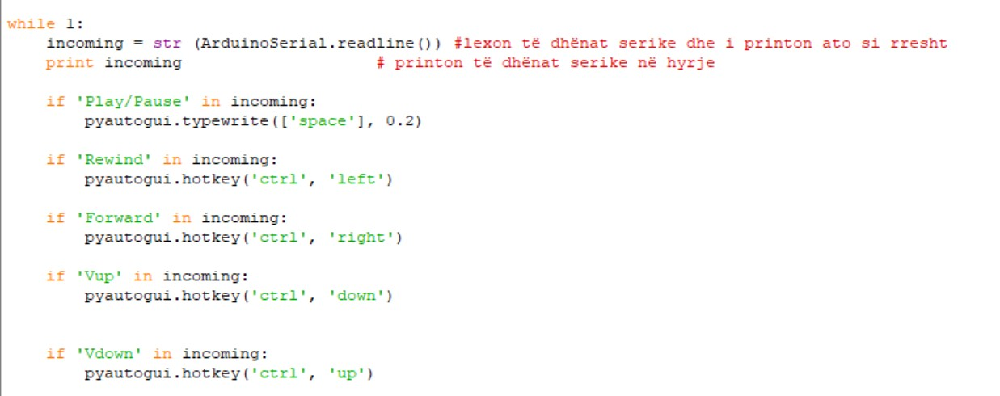 while 1:
    incoming = str (ArduinoSerial.readline()) #lexon të dhënat serike dhe i printon ato si rresht
    print incoming                    # printon të dhënat serike në hyrje
    if 'Play/Pause' in incoming:
        pyautogui.typewrite(['space'], 0.2)
    if 'Rewind' in incoming:
        pyautogui.hotkey('ctrl', 'left')
    if 'Forward' in incoming:
        pyautogui.hotkey('ctrl', 'right')
    if 'Vup' in incoming:
        pyautogui.hotkey('ctrl', 'down')
    if 'Vdown' in incoming:
        pyautogui.hotkey('ctrl', 'up')